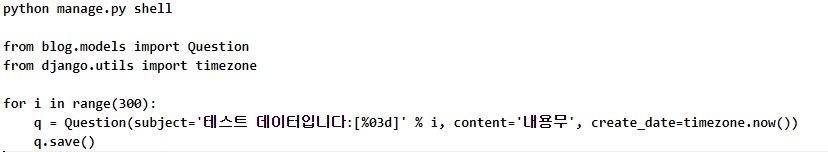 python manage.py shell

from blog.models import Question
from django.utils import timezone

for i in range(300):
    q = Question(subject='테스트 데이터입니다:[%03d]' % i, content='내용무', create_date=timezone.now())
    q.save()